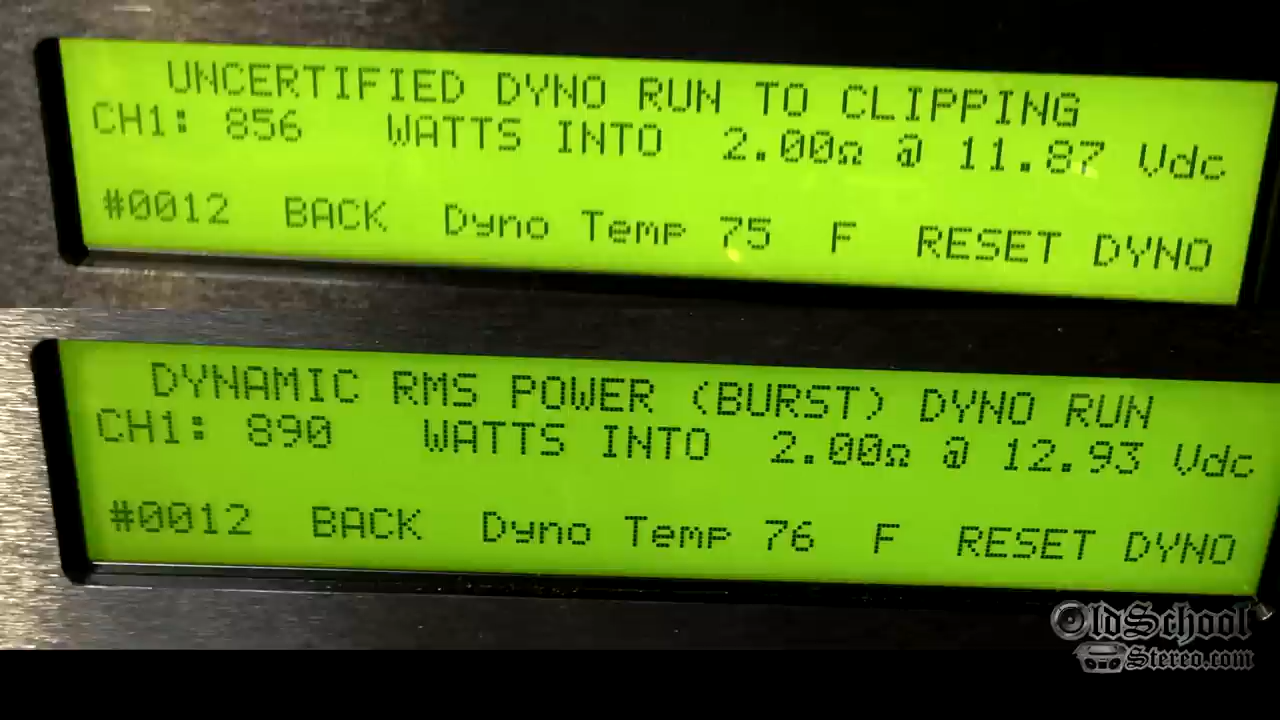 UNCERTIFIED DYNO RUN TO CLIPPING
CH1: 856 WATTS INTO 2.00Ω @ 11.87 Vdc
#0012 BACK Dyno Temp 75 F RESET DYNO
DYNAMIC RMS POWER (BURST) DYNO RUN
CH1: 890 WATTS INTO 2.00Ω @ 12.93 Vdc
#0012 BACK Dyno Temp 76 F RESET DYNO
OldSchool
Stereo.com